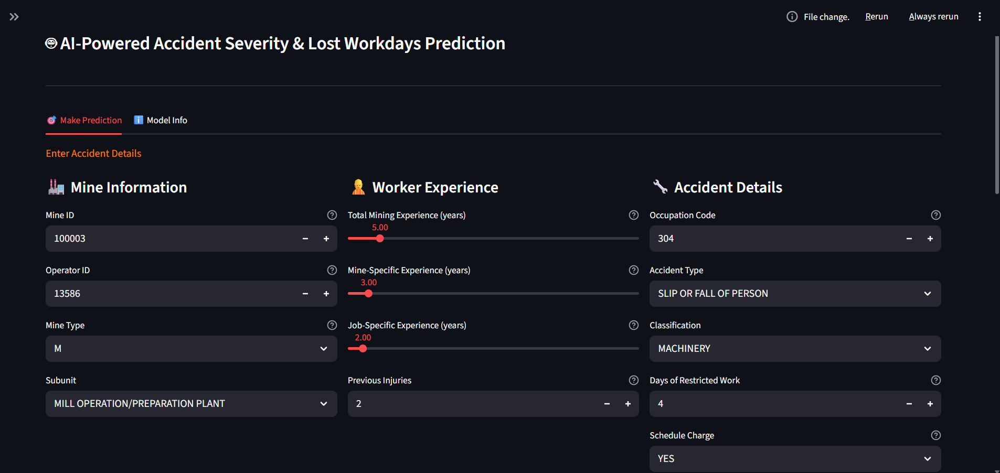 File change.
Rerun
Always rerun
AI-Powered Accident Severity & Lost Workdays Prediction
Make Prediction
Model Info
Enter Accident Details
Mine Information
Mine ID
100003
Operator ID
13586
Mine Type
M
Subunit
MILL OPERATION/PREPARATION PLANT
Worker Experience
Total Mining Experience (years)
5.00
Mine-Specific Experience (years)
3.00
Job-Specific Experience (years)
2.00
Previous Injuries
2
Accident Details
Occupation Code
304
Accident Type
SLIP OR FALL OF PERSON
Classification
MACHINERY
Days of Restricted Work
4
Schedule Charge
YES